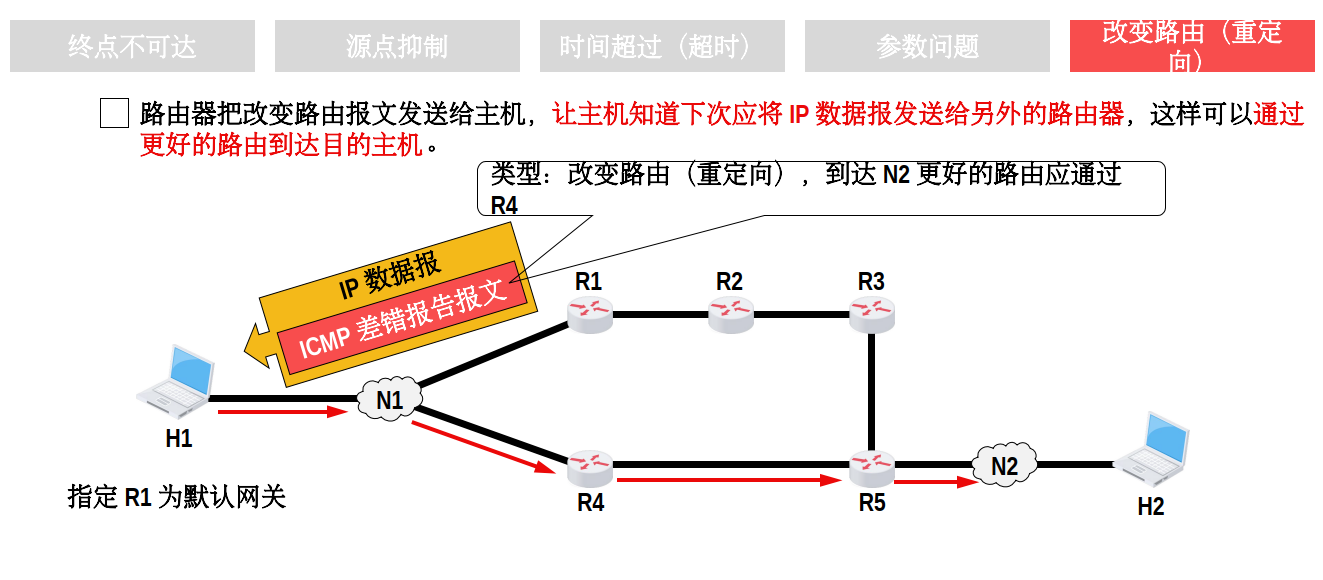 终点不可达
源点抑制
时间超过（超时）
参数问题
改变路由（重定
向）
路由器把改变路由报文发送给主机，让主机知道下次应将 IP 数据报发送给另外的路由器，这样可以通过
更好的路由到达目的主机 。
类型：改变路由（重定向），到达 N2 更好的路由应通过
R4
IP 数据报
ICMP 差错报告报文
R1
R2
R3
N1
H1
N2
R4
R5
H2
指定 R1 为默认网关